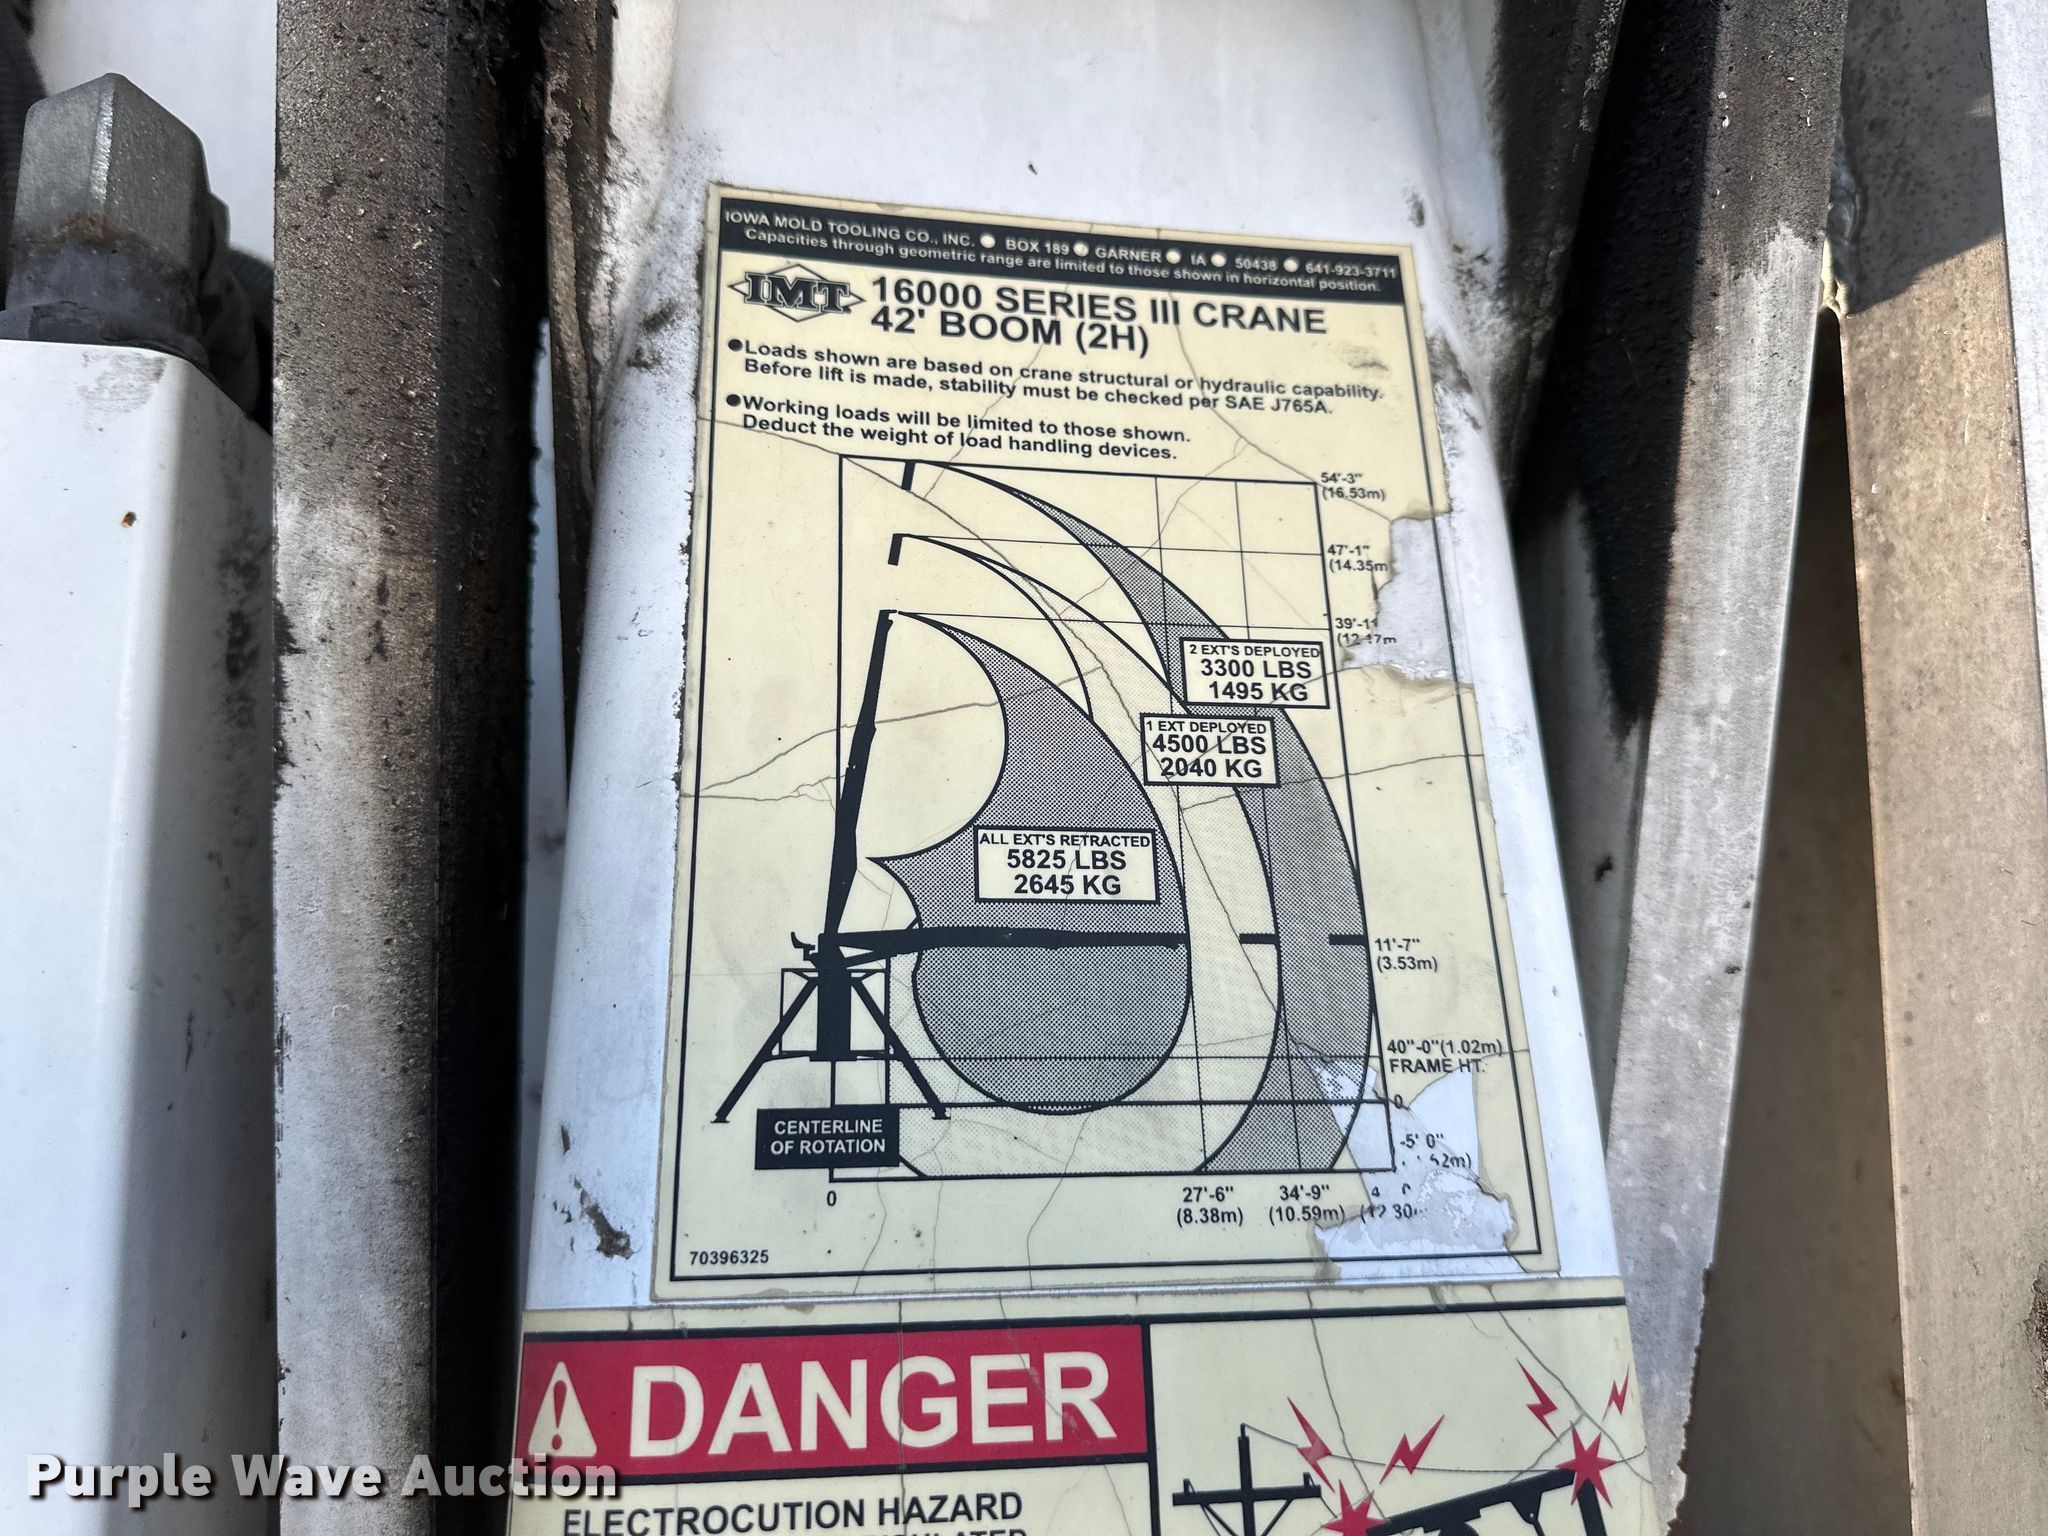 IOWA MOLD TOOLING CO., INC. ● BOX 189 ● GARNER ● IA ● 50438 ● 641-923-3711
Capacities through geometric range are limited to those shown in horizontal position.
IMT
16000 SERIES III CRANE
42' BOOM (2H)
●Loads shown are based on crane structural or hydraulic capability.
Before lift is made, stability must be checked per SAE J765A.
●Working loads will be limited to those shown.
Deduct the weight of load handling devices.
54'-3"
(16.53m)
47'-1"
(14.35m
39'-11
2 EXT'S DEPLOYED
3300 LBS
1495 KG
1 EXT DEPLOYED
4500 LBS
2040 KG
ALL EXT'S RETRACTED
5825 LBS
2645 KG
11'-7"
(3.53m)
40"-0"(1.02m)
FRAME HT.
0
-5' 0"
CENTERLINE
OF ROTATION
0
27'-6" 34'-9"
(8.38m) (10.59m)
70396325
DANGER
ELECTROCUTION HAZARD
Purple Wave Auction